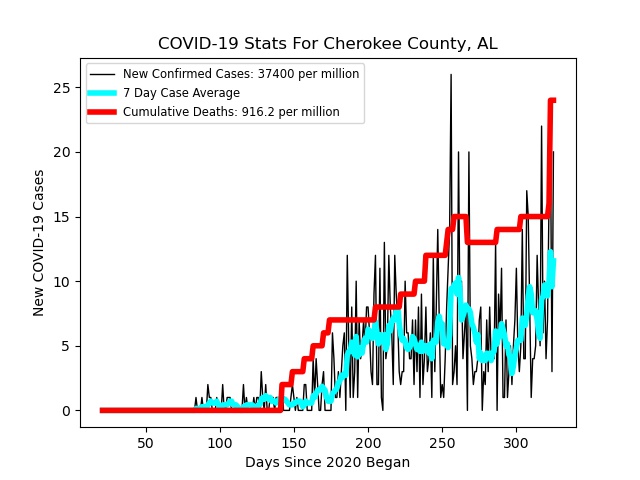 COVID-19 Stats For Cherokee County, AL
New Confirmed Cases: 37400 per million
7 Day Case Average
Cumulative Deaths: 916.2 per million
New COVID-19 Cases
25
20
15
10
5
0
50 100 150 200 250 300
Days Since 2020 Began